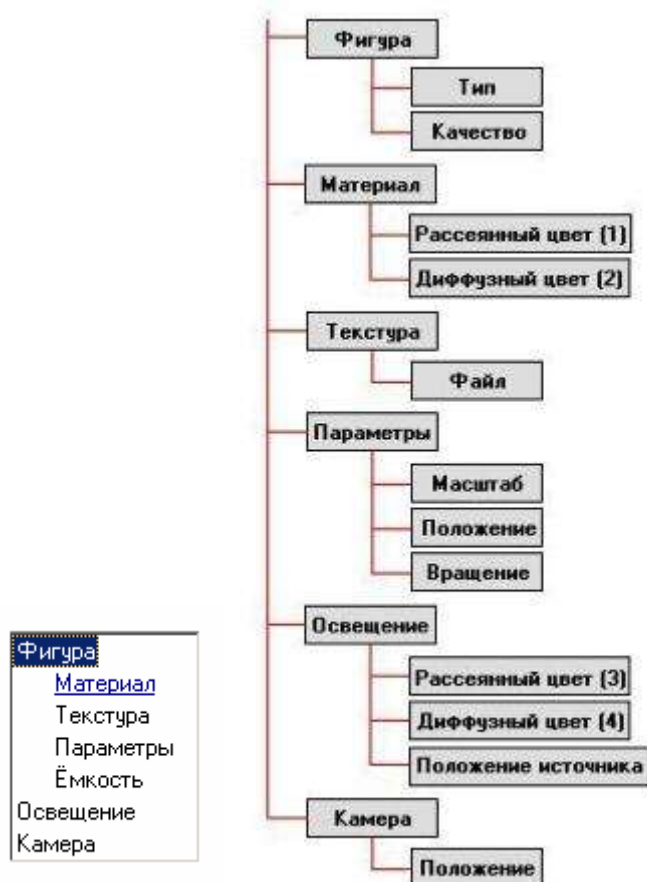 Фигура
Тип
Качество
Материал
Рассеянный цвет (1)
Диффузный цвет (2)
Текстура
Файл
Параметры
Масштаб
Положение
Вращение
Освещение
Рассеянный цвет (3)
Диффузный цвет (4)
Положение источника
Камера
Положение
Фигура
Материал
Текстура
Параметры
Ёмкость
Освещение
Камера